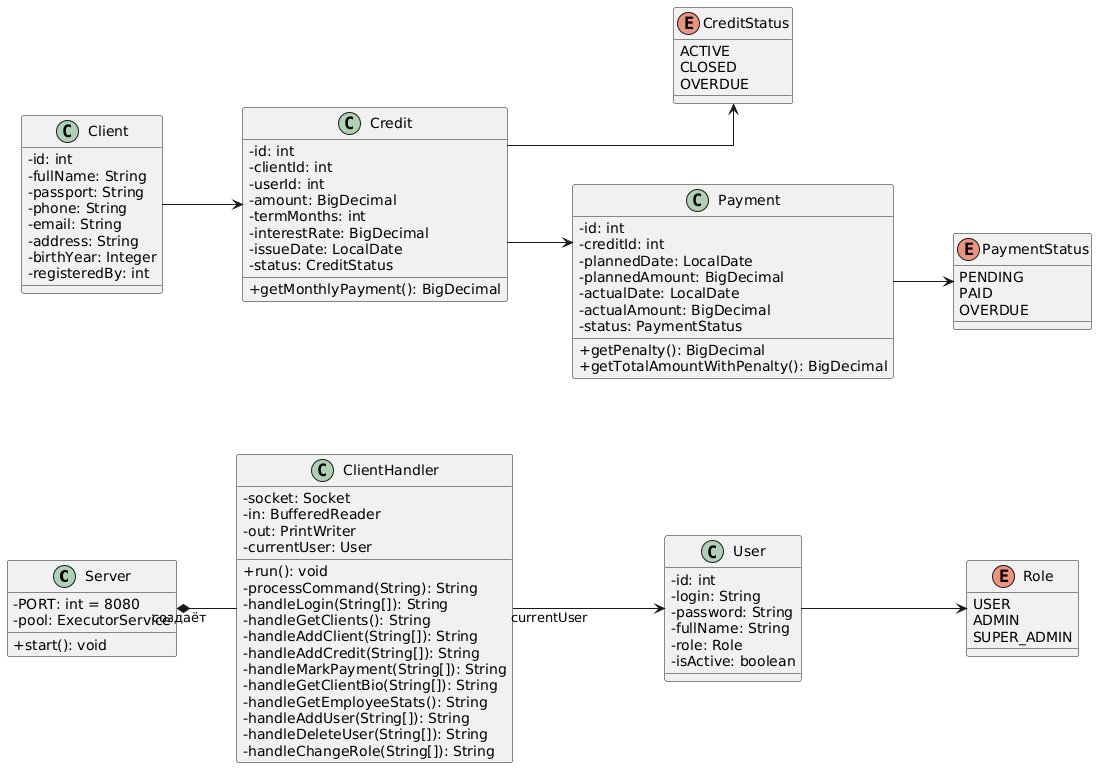 E CreditStatus
ACTIVE
CLOSED
OVERDUE
C Client
-id: int
-fullName: String
-passport: String
-phone: String
-email: String
-address: String
-birthYear: Integer
-registeredBy: int
C Credit
-id: int
-clientId: int
-userId: int
-amount: BigDecimal
-termMonths: int
-interestRate: BigDecimal
-issueDate: LocalDate
-status: CreditStatus
+getMonthlyPayment(): BigDecimal
C Payment
-id: int
-creditId: int
-plannedDate: LocalDate
-plannedAmount: BigDecimal
-actualDate: LocalDate
-actualAmount: BigDecimal
-status: PaymentStatus
+getPenalty(): BigDecimal
+getTotalAmountWithPenalty(): BigDecimal
E PaymentStatus
PENDING
PAID
OVERDUE
C Server
-PORT: int = 8080
-pool: ExecutorService
+start(): void
создаёт
C ClientHandler
-socket: Socket
-in: BufferedReader
-out: PrintWriter
-currentUser: User
+run(): void
-processCommand(String): String
-handleLogin(String[]): String
-handleGetClients(): String
-handleAddClient(String[]): String
-handleAddCredit(String[]): String
-handleMarkPayment(String[]): String
-handleGetClientBio(String[]): String
-handleGetEmployeeStats(): String
-handleAddUser(String[]): String
-handleDeleteUser(String[]): String
-handleChangeRole(String[]): String
currentUser
C User
-id: int
-login: String
-password: String
-fullName: String
-role: Role
-isActive: boolean
E Role
USER
ADMIN
SUPER_ADMIN